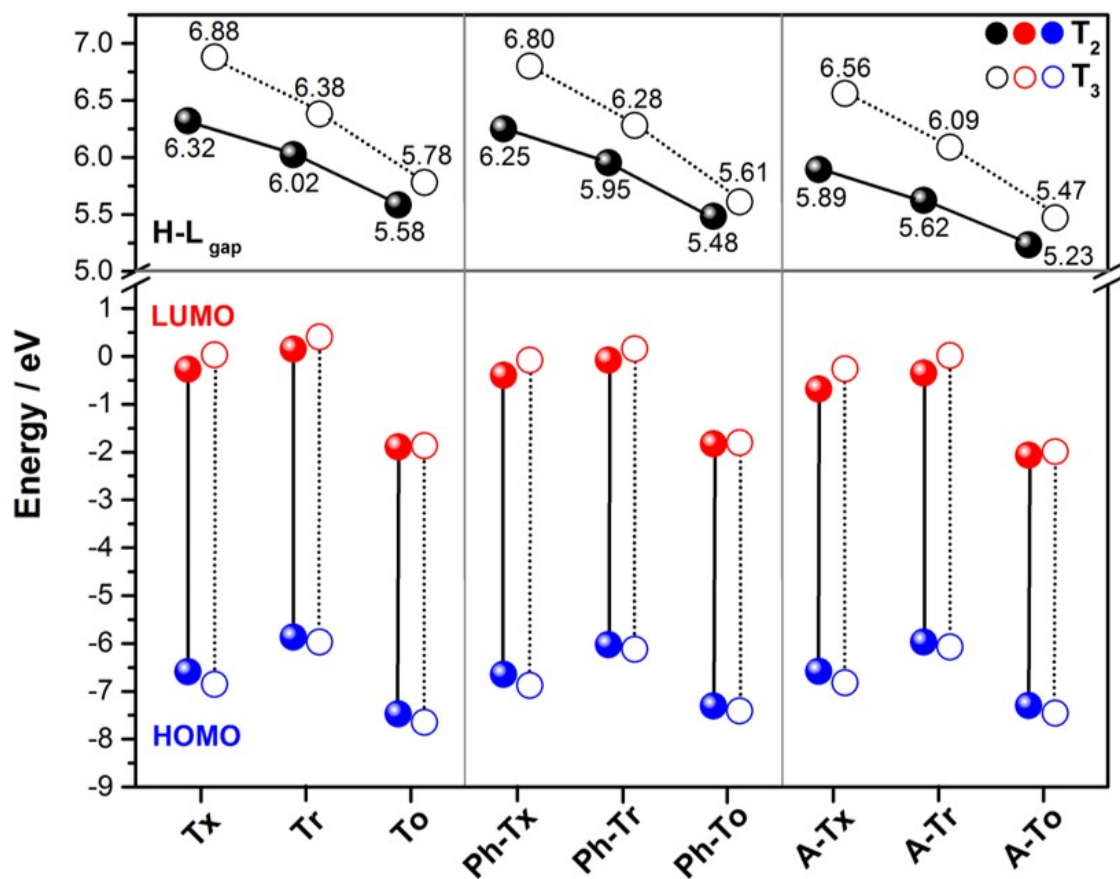 T2
T3
7.0
6.5
6.0
5.5
5.0
6.88
6.38
5.78
6.32
6.02
5.58
6.80
6.28
5.61
6.25
5.95
5.48
6.56
6.09
5.47
5.89
5.62
5.23
H-L gap
Energy / eV
1
0
-1
-2
-3
-4
-5
-6
-7
-8
-9
LUMO
HOMO
Tx
Tr
To
Ph-Tx
Ph-Tr
Ph-To
A-Tx
A-Tr
A-To